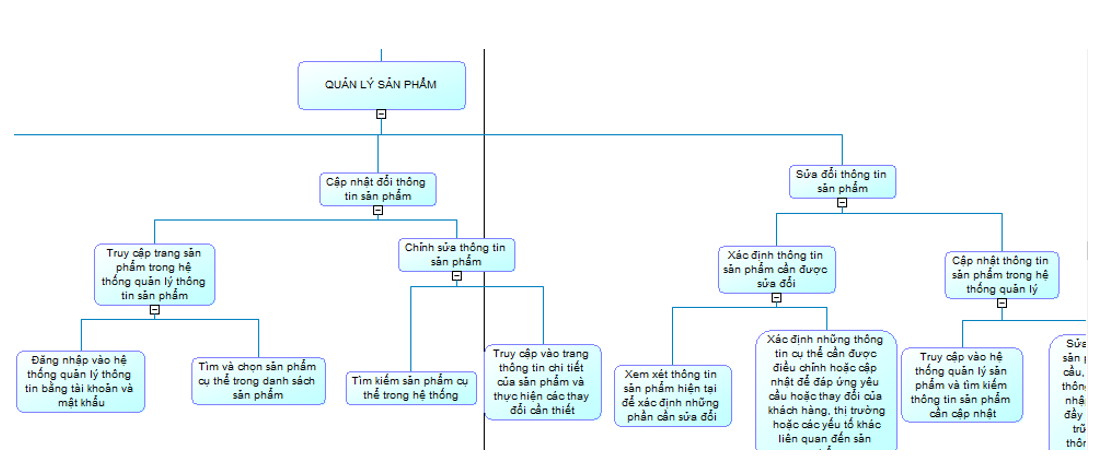 QUẢN LÝ SẢN PHẨM
Cập nhật đổi thông
tin sản phẩm
Sửa đổi thông tin
sản phẩm
Truy cập trang sản
phẩm trong hệ
thống quản lý thông
tin sản phẩm
Chỉnh sửa thông tin
sản phẩm
Xác định thông tin
sản phẩm cần được
sửa đổi
Cập nhật thông tin
sản phẩm trong hệ
thống quản lý
Đăng nhập vào hệ
thống quản lý thông
tin bằng tài khoản và
mật khẩu
Tìm và chọn sản phẩm
cụ thể trong danh sách
sản phẩm
Tìm kiếm sản phẩm cụ
thể trong hệ thống
Truy cập vào trang
thông tin chi tiết
của sản phẩm và
thực hiện các thay
đổi cần thiết
Xem xét thông tin
sản phẩm hiện tại
để xác định những
phần cần sửa đổi
Xác định những thông
tin cụ thể cần được
điều chỉnh hoặc cập
nhật để đáp ứng yêu
cầu hoặc thay đổi của
khách hàng, thị trường
hoặc các yếu tố khác
liên quan đến sản
Truy cập vào hệ
thống quản lý sản
phẩm và tìm kiếm
thông tin sản phẩm
cần cập nhật
Sửa
sản
cầu,
thông
nhập
đầy
trữ
thôn